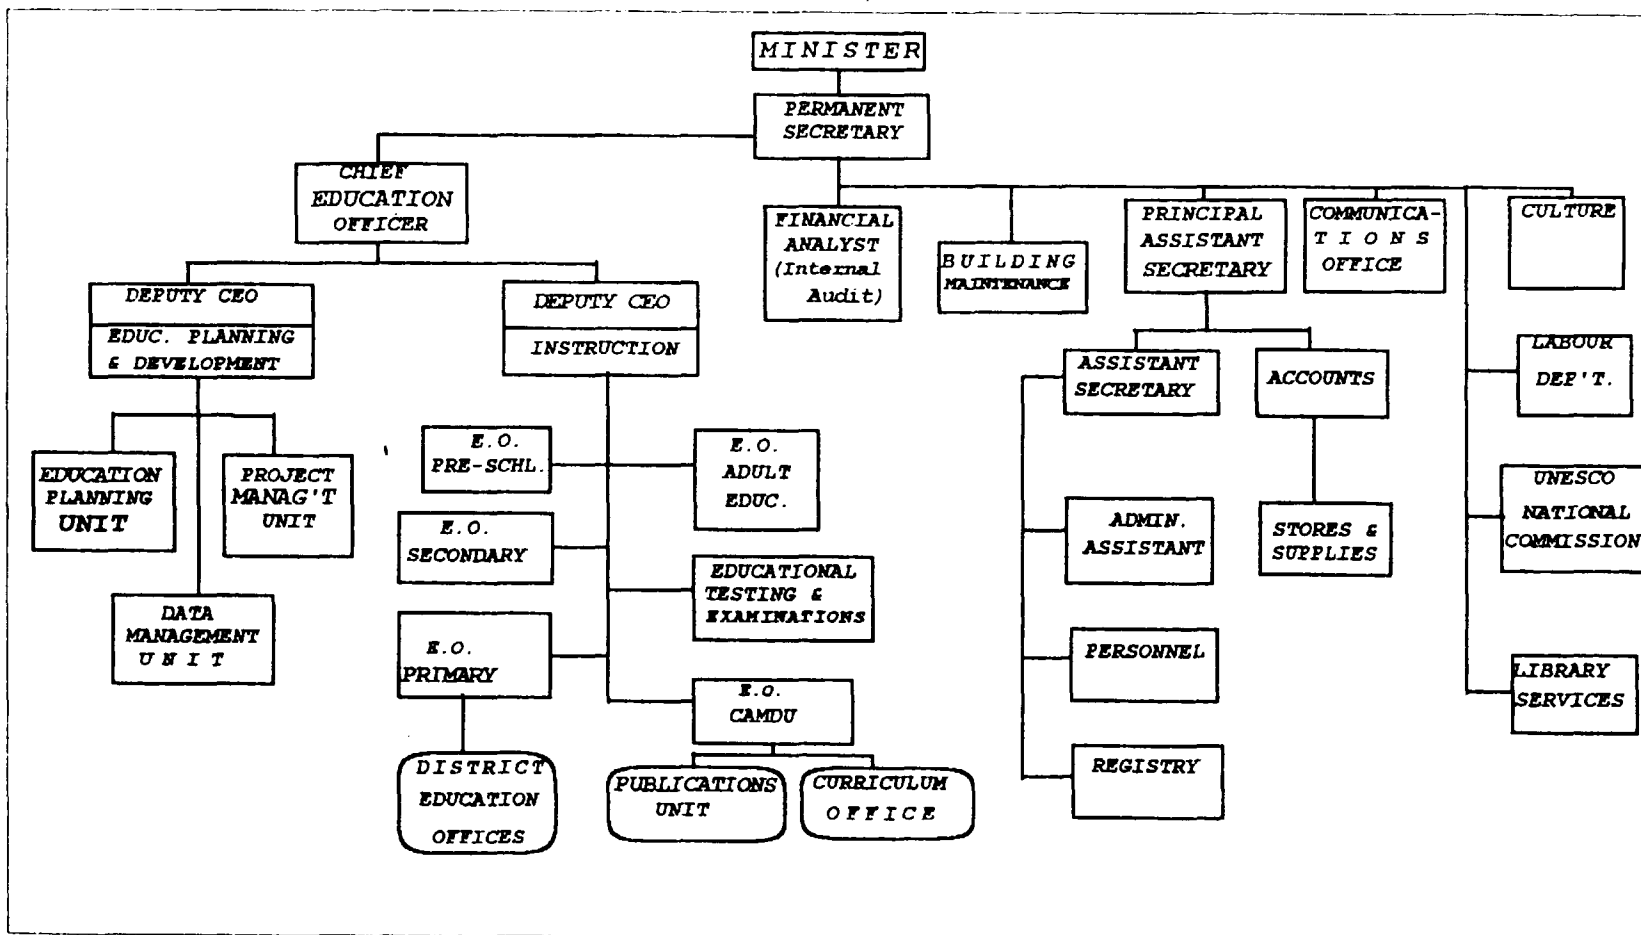 MINISTER
PERMANENT
SECRETARY
CHIEF
EDUCATION
OFFICER
FINANCIAL
ANALYST
(Internal
Audit)
BUILDING
MAINTENANCE
PRINCIPAL
ASSISTANT
SECRETARY
COMMUNICA-
TIONS
OFFICE
CULTURE
DEPUTY CEO
EDUC. PLANNING
& DEVELOPMENT
DEPUTY CEO
INSTRUCTION
ASSISTANT
SECRETARY
ACCOUNTS
LABOUR
DEP'T.
EDUCATION
PLANNING
UNIT
PROJECT
MANAG'T
UNIT
DATA
MANAGEMENT
UNIT
E.O.
PRE-SCHL.
E.O.
ADULT
EDUC.
E.O.
SECONDARY
EDUCATIONAL
TESTING &
EXAMINATIONS
E.O.
PRIMARY
E.O.
CAMDU
DISTRICT
EDUCATION
OFFICES
PUBLICATIONS
UNIT
CURRICULUM
OFFICE
ADMIN.
ASSISTANT
STORES &
SUPPLIES
UNESCO
NATIONAL
COMMISSION
PERSONNEL
LIBRARY
SERVICES
REGISTRY